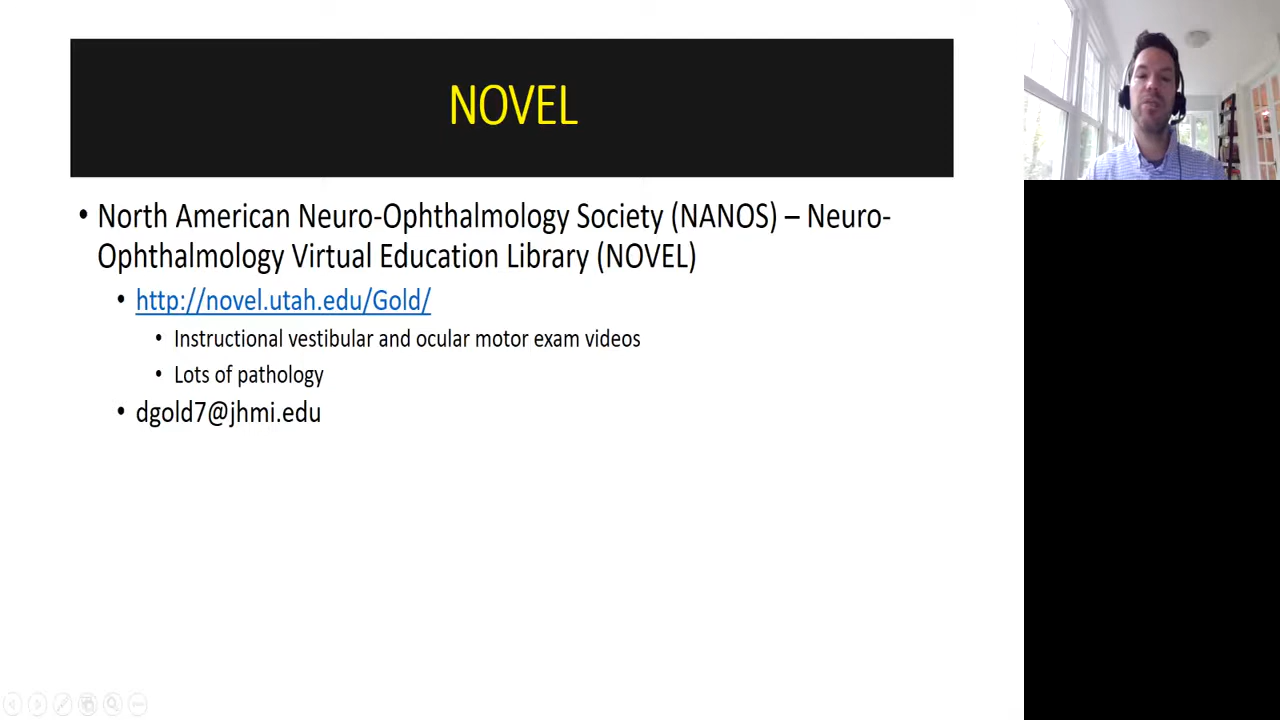 NOVEL
• North American Neuro-Ophthalmology Society (NANOS) – Neuro-
Ophthalmology Virtual Education Library (NOVEL)
• http://novel.utah.edu/Gold/
• Instructional vestibular and ocular motor exam videos
• Lots of pathology
• dgold7@jhmi.edu